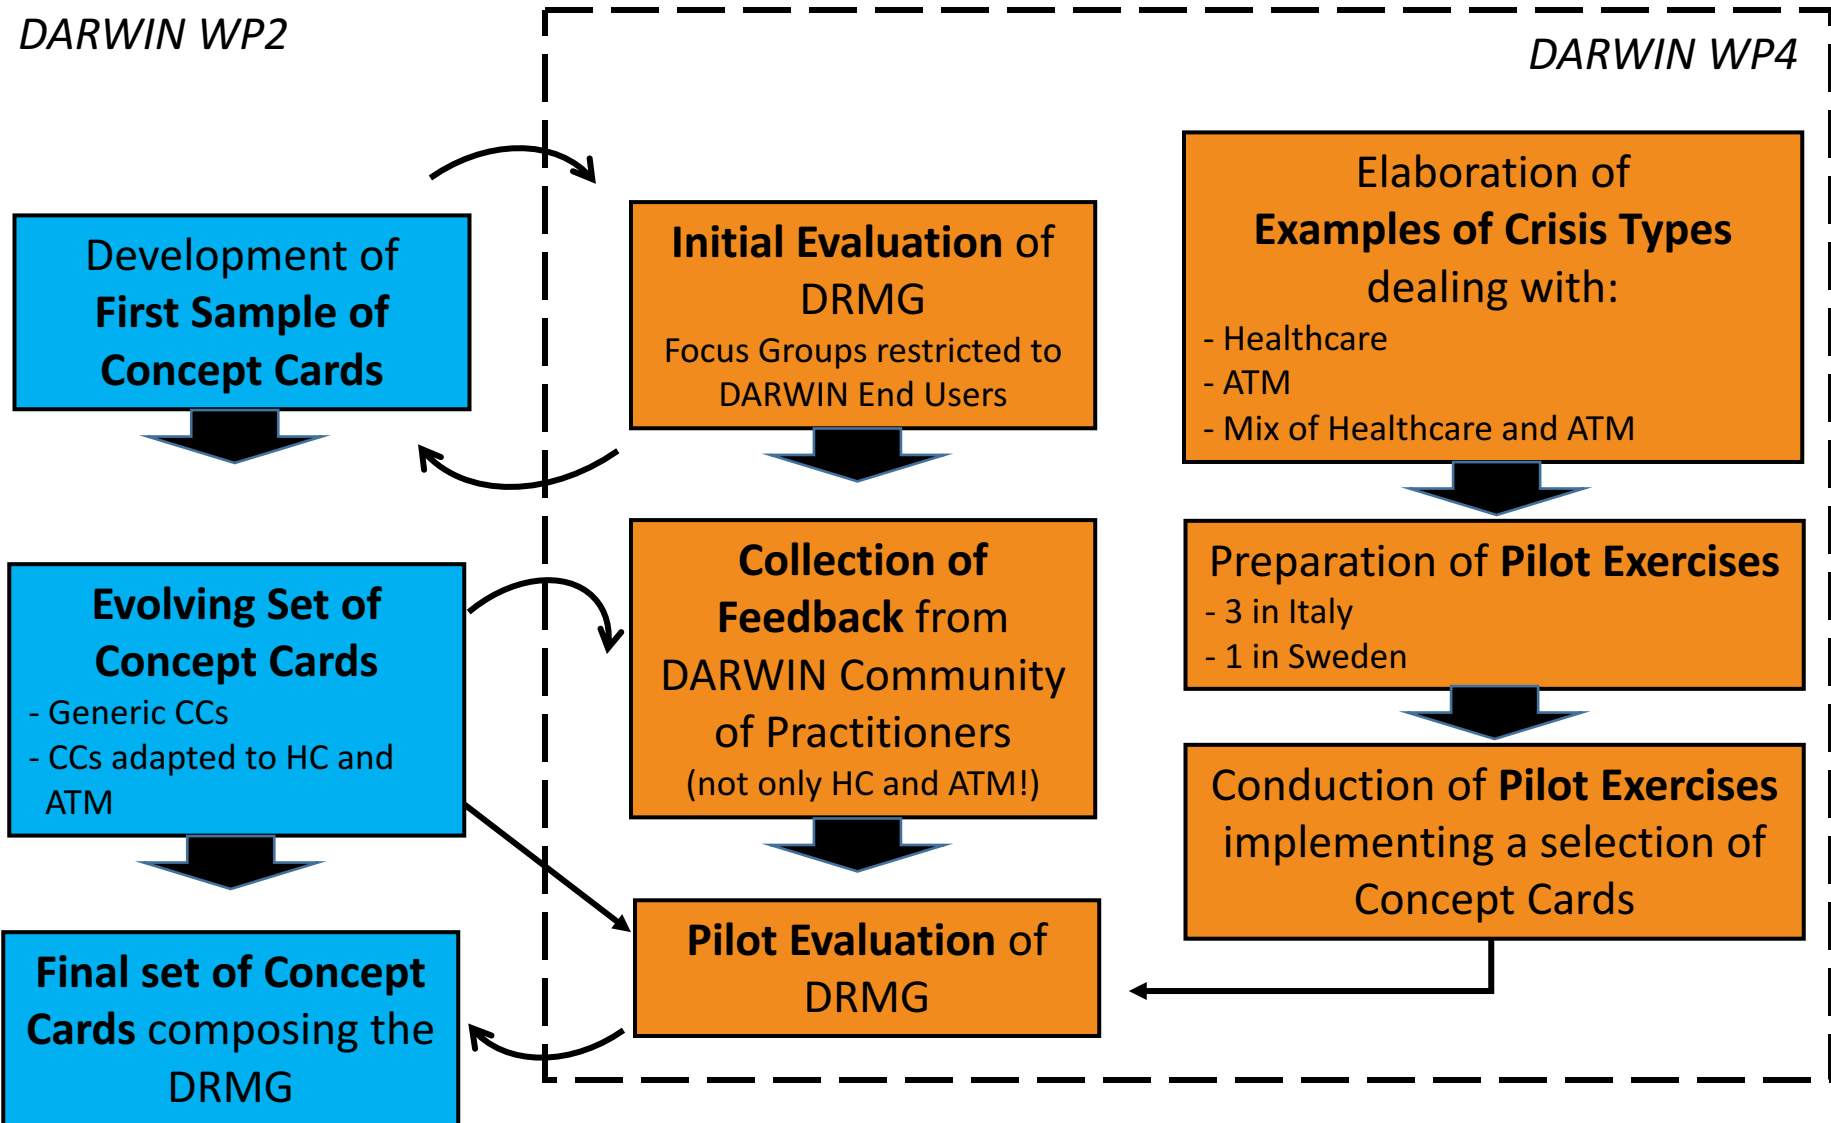 DARWIN WP2
DARWIN WP4
Development of
First Sample of
Concept Cards
Evolving Set of
Concept Cards
- Generic CCs
- CCs adapted to HC and
ATM
Final set of Concept
Cards composing the
DRMG
Initial Evaluation of
DRMG
Focus Groups restricted to
DARWIN End Users
Collection of
Feedback from
DARWIN Community
of Practitioners
(not only HC and ATM!)
Pilot Evaluation of
DRMG
Elaboration of
Examples of Crisis Types
dealing with:
- Healthcare
- ATM
- Mix of Healthcare and ATM
Preparation of Pilot Exercises
- 3 in Italy
- 1 in Sweden
Conduction of Pilot Exercises
implementing a selection of
Concept Cards